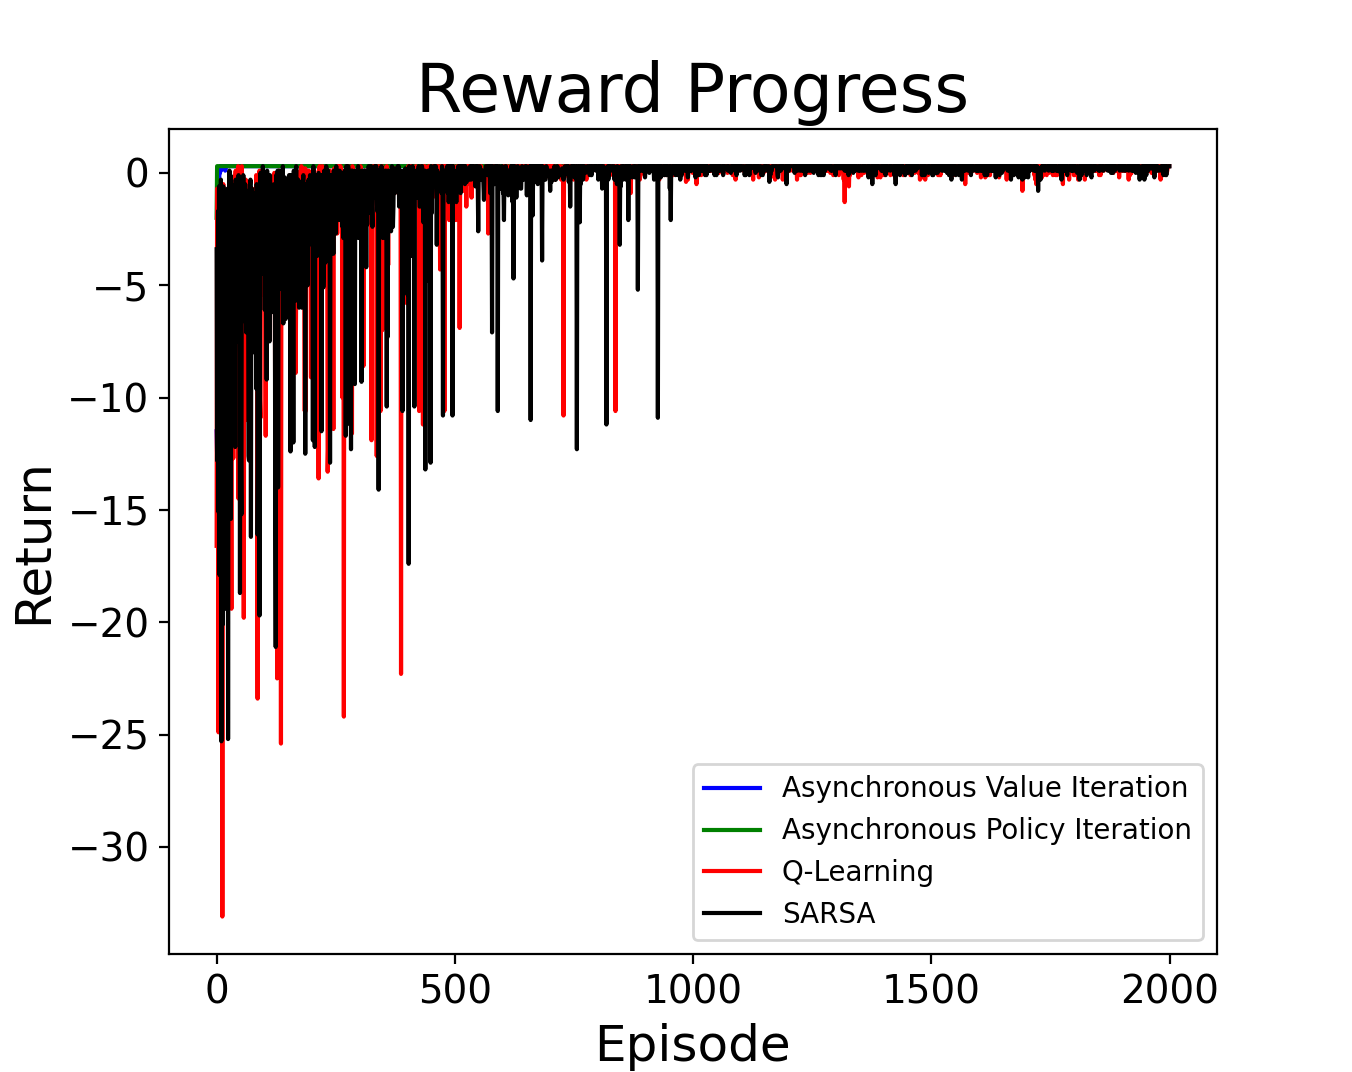 Reward Progress
0
−5
−10
−15
−20
−25
−30
Return
0 500 1000 1500 2000
Episode
Asynchronous Value Iteration
Asynchronous Policy Iteration
Q-Learning
SARSA